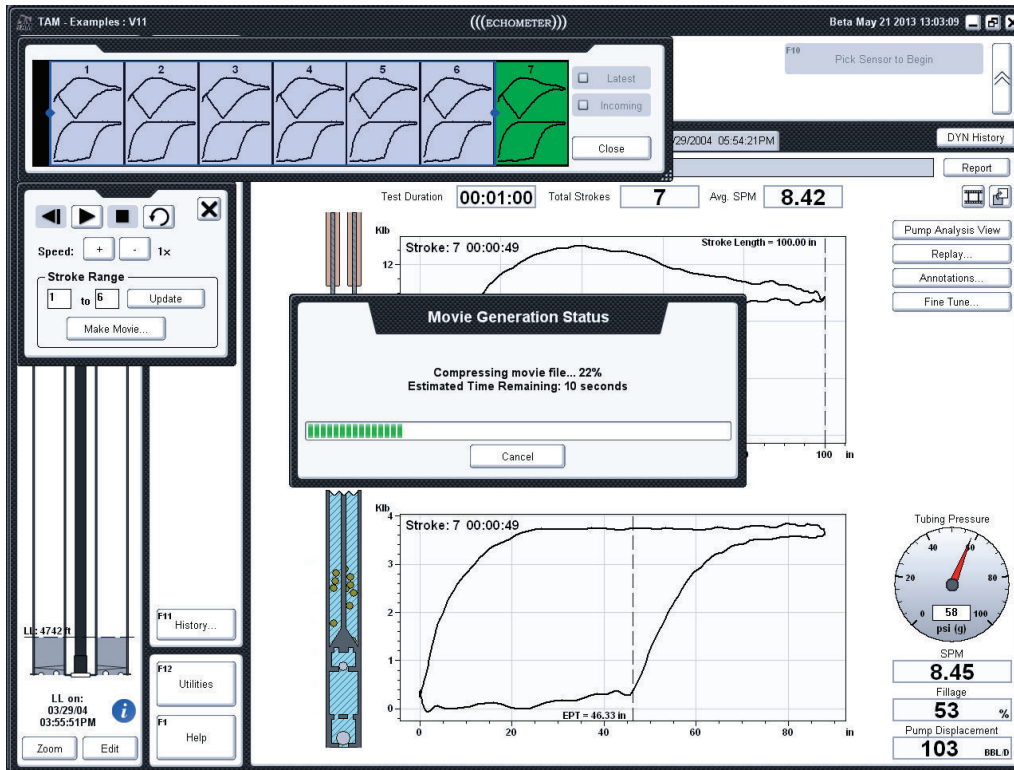 TAM - Examples : V11
(((ECHOMETER)))
Beta May 21 2013 13:03:09
1 2 3 4 5 6 7
Latest
Incoming
Close
F10
Pick Sensor to Begin
/29/2004 05:54:21PM
DYN History
Report
Test Duration 00:01:00 Total Strokes 7 Avg. SPM 8.42
Speed: + - 1x
Stroke Range
1 to 6 Update
Make Movie...
Pump Analysis View
Replay...
Annotations...
Fine Tune...
Klb
Stroke: 7 00:00:49
Stroke Length = 100.00 in
12
100 in
Movie Generation Status
Compressing movie file... 22%
Estimated Time Remaining: 10 seconds
Cancel
Klb
Stroke: 7 00:00:49
4
3
2
1
0
EPT = 46.33 in
0 20 40 60 80 in
LL: 4742 ft
LL on:
03/29/04
03:55:51PM
i
Zoom Edit
F11
History...
F12
Utilities
F1
Help
Tubing Pressure
0 20 40 60 80 100
58
psi (g)
SPM
8.45
Fillage
53 %
Pump Displacement
103 BBL/D